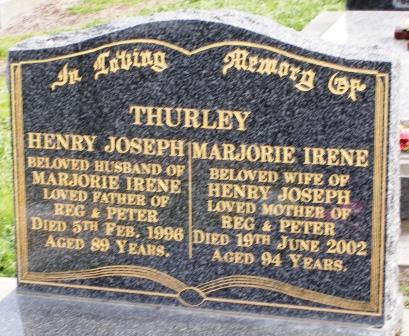 In Loving Memory Of
THURLEY
HENRY JOSEPH
BELOVED HUSBAND OF
MARJORIE IRENE
LOVED FATHER OF
REG & PETER
DIED 5TH FEB. 1996
AGED 89 YEARS.
MARJORIE IRENE
BELOVED WIFE OF
HENRY JOSEPH
LOVED MOTHER OF
REG & PETER
DIED 19TH JUNE 2002
AGED 94 YEARS.